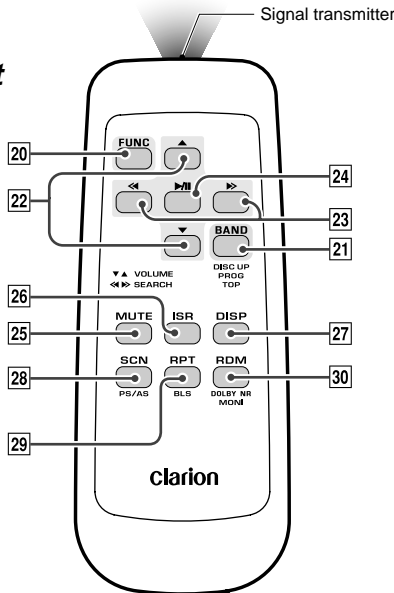 Signal transmitter
t
FUNC
▲
20
22
24
◀◀ ▶/II ▶▶
23
▼ BAND
21
▼▲ VOLUME
◀◀ ▶▶ SEARCH
DISC UP
PROG
TOP
26
MUTE ISR DISP
25
27
SCN RPT RDM
28
30
PS/AS BLS DOLBY NR
MONI
29
clarion